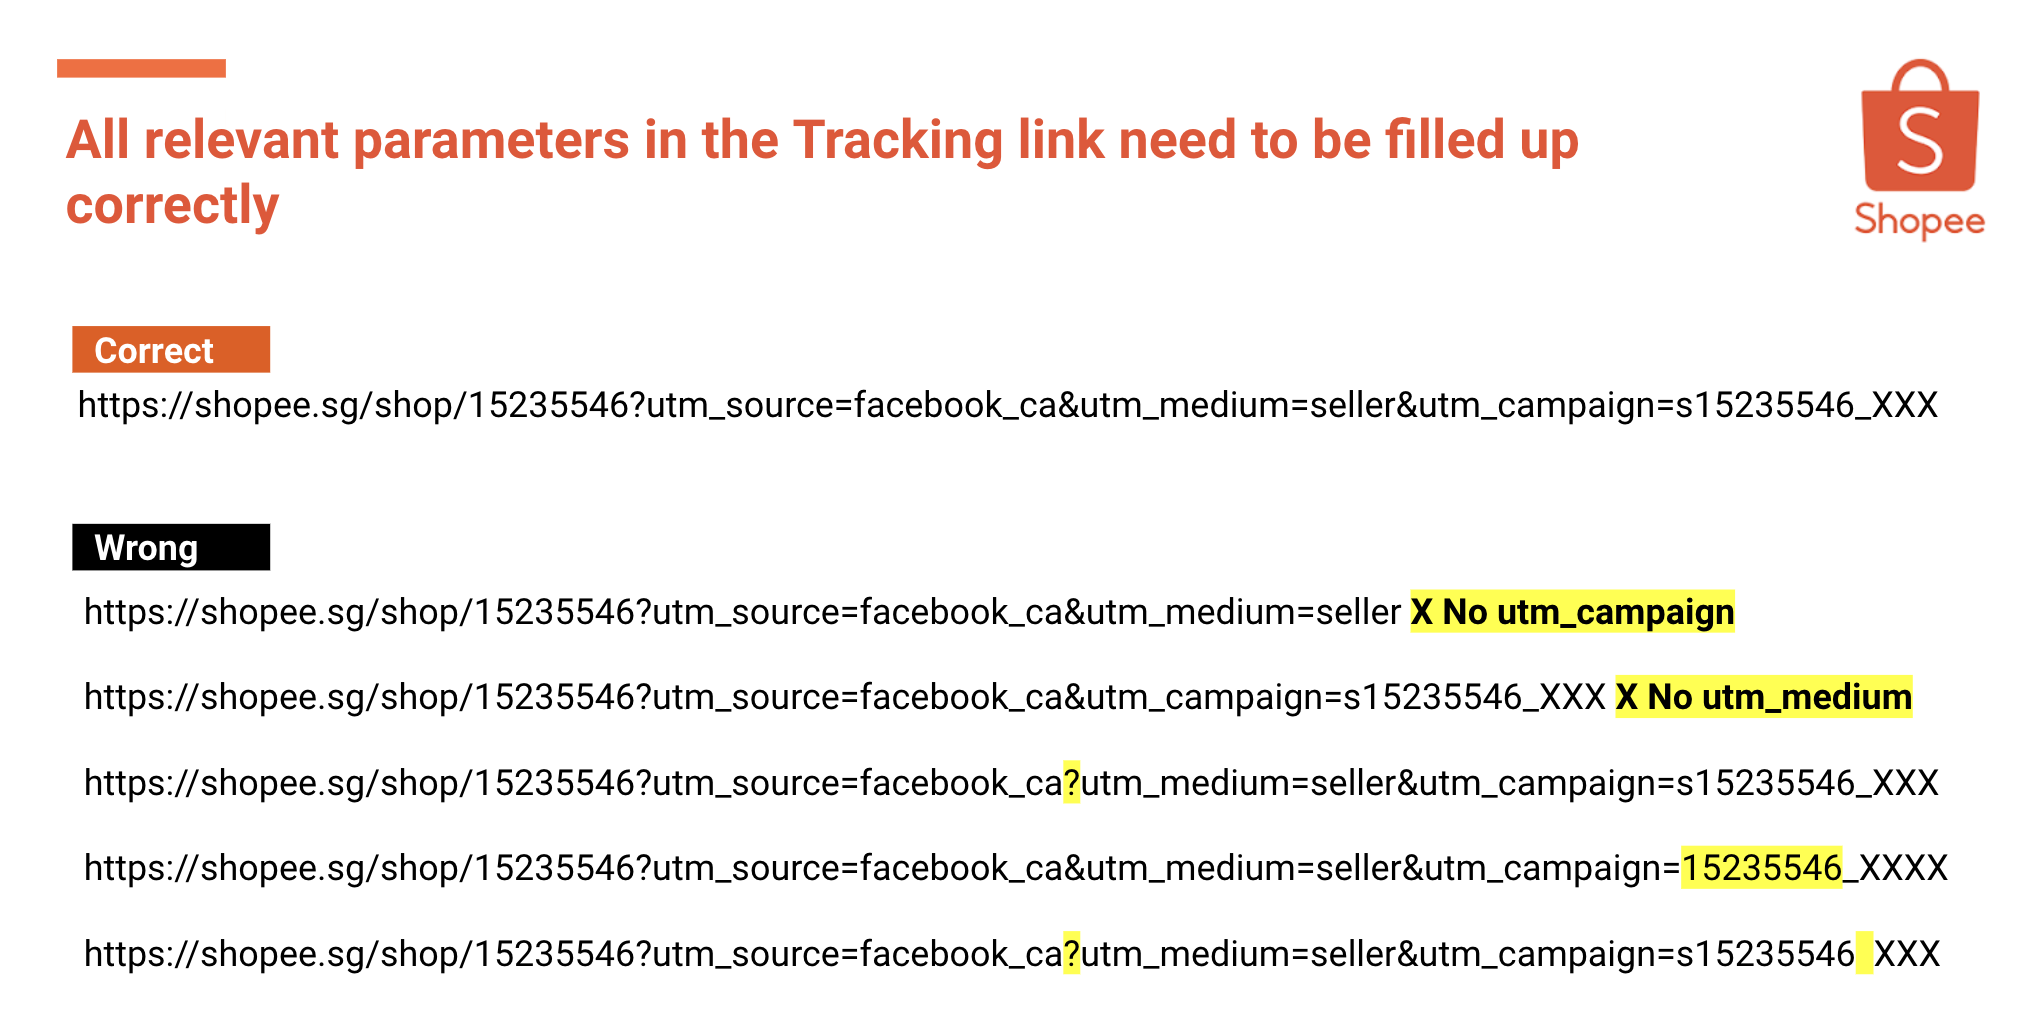 All relevant parameters in the Tracking link need to be filled up
correctly
S
Shopee
Correct
https://shopee.sg/shop/15235546?utm_source=facebook_ca&utm_medium=seller&utm_campaign=s15235546_XXX
Wrong
https://shopee.sg/shop/15235546?utm_source=facebook_ca&utm_medium=seller X No utm_campaign
https://shopee.sg/shop/15235546?utm_source=facebook_ca&utm_campaign=s15235546_XXX X No utm_medium
https://shopee.sg/shop/15235546?utm_source=facebook_ca?utm_medium=seller&utm_campaign=s15235546_XXX
https://shopee.sg/shop/15235546?utm_source=facebook_ca&utm_medium=seller&utm_campaign=15235546_XXXX
https://shopee.sg/shop/15235546?utm_source=facebook_ca?utm_medium=seller&utm_campaign=s15235546 XXX